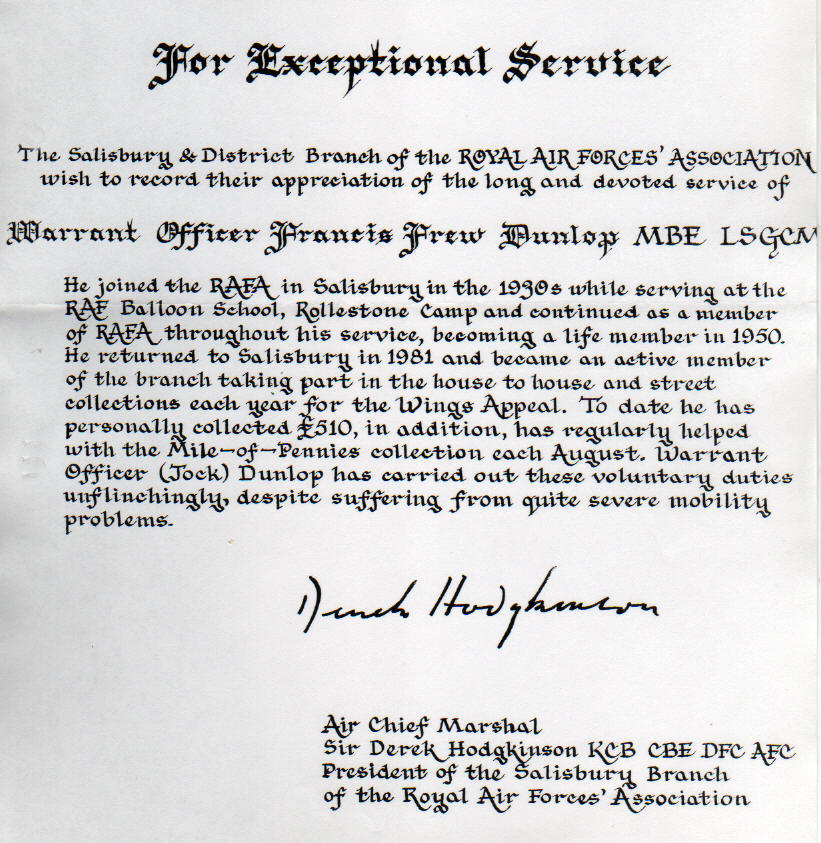 For Exceptional Service
The Salisbury & District Branch of the ROYAL AIR FORCES' ASSOCIATION
wish to record their appreciation of the long and devoted service of
Warrant Officer Francis Frew Dunlop MBE LSGCM
He joined the RAFA in Salisbury in the 1930s while serving at the
RAF Balloon School, Rollestone Camp and continued as a member
of RAFA throughout his service, becoming a life member in 1950.
He returned to Salisbury in 1981 and became an active member
of the branch taking part in the house to house and street
collections each year for the Wings Appeal. To date he has
personally collected £510, in addition, has regularly helped
with the Mile-of-Pennies collection each August. Warrant
Officer (Jock) Dunlop has carried out these voluntary duties
unflinchingly, despite suffering from quite severe mobility
problems.
Derek Hodgkinson
Air Chief Marshal
Sir Derek Hodgkinson KCB CBE DFC AFC
President of the Salisbury Branch
of the Royal Air Forces' Association